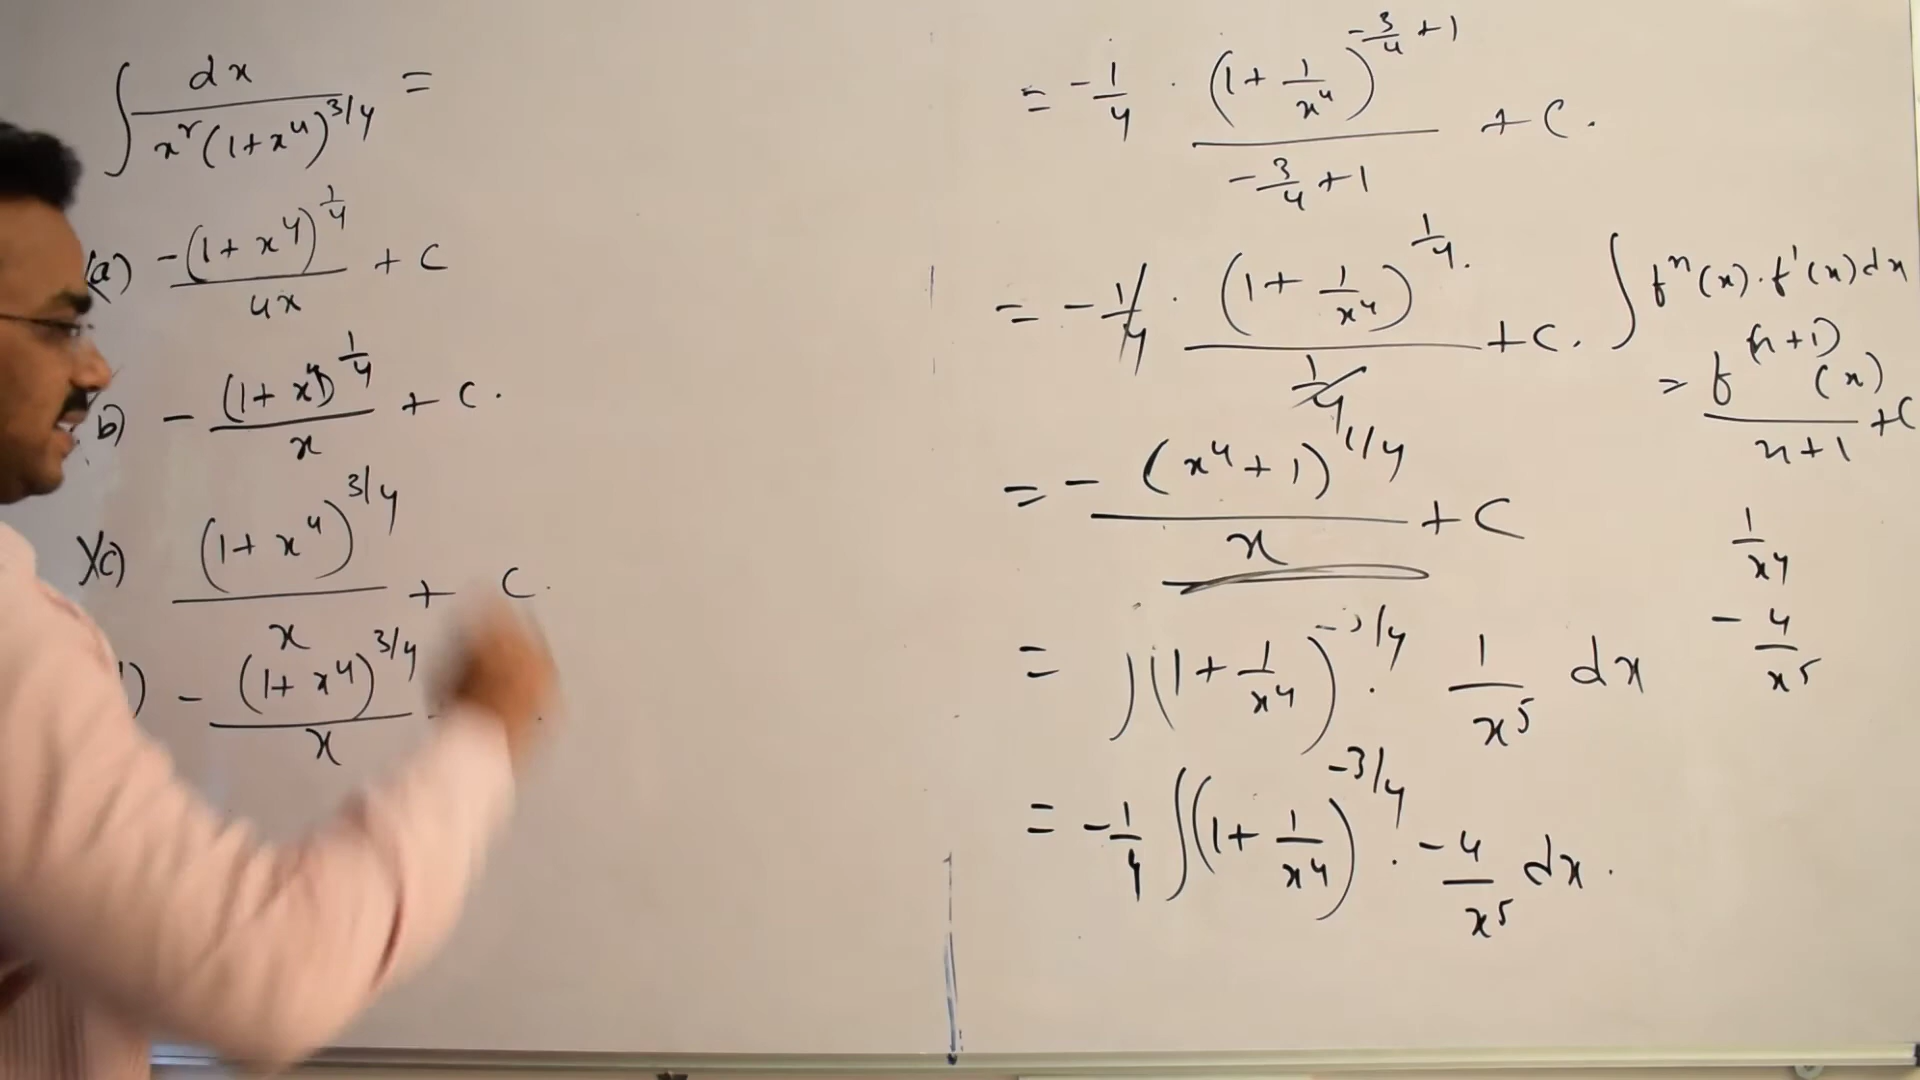 ∫ dx / x² (1+x⁴)^3/4 =
(a) -(1+x⁴)^1/4 / 4x + C
b) - (1+x⁴)^1/4 / x + C.
c) (1+x⁴)^3/4 / x + C.
) - (1+x⁴)^3/4 / x
= -1/4 · (1+1/x⁴)^-3/4+1 / -3/4+1 + C.
= -1/4 · (1+1/x⁴)^1/4 / 1/4 + C.
= - (x⁴+1)^1/4 / x + C
= ∫(1+1/x⁴)^-3/4 · 1/x⁵ dx
= -1/4 ∫(1+1/x⁴)^-3/4 · -4/x⁵ dx.
∫ fⁿ(x)·f'(x)dx
= f^(n+1) (x) / n+1 + C
1/x⁴
-4/x⁵